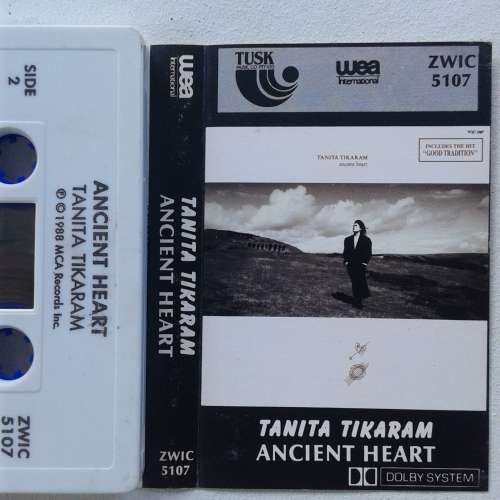 SIDE
2
ANCIENT HEART
TANITA TIKARAM
℗ © 1988 MCA Records Inc.
ZWIC
5107
wea
International
TANITA TIKARAM
ANCIENT HEART
ZWIC
5107
TUSK
wea
International
ZWIC
5107
INCLUDES THE HIT
"GOOD TRADITION"
TANITA TIKARAM
ancient heart
TANITA TIKARAM
ANCIENT HEART
DOLBY SYSTEM